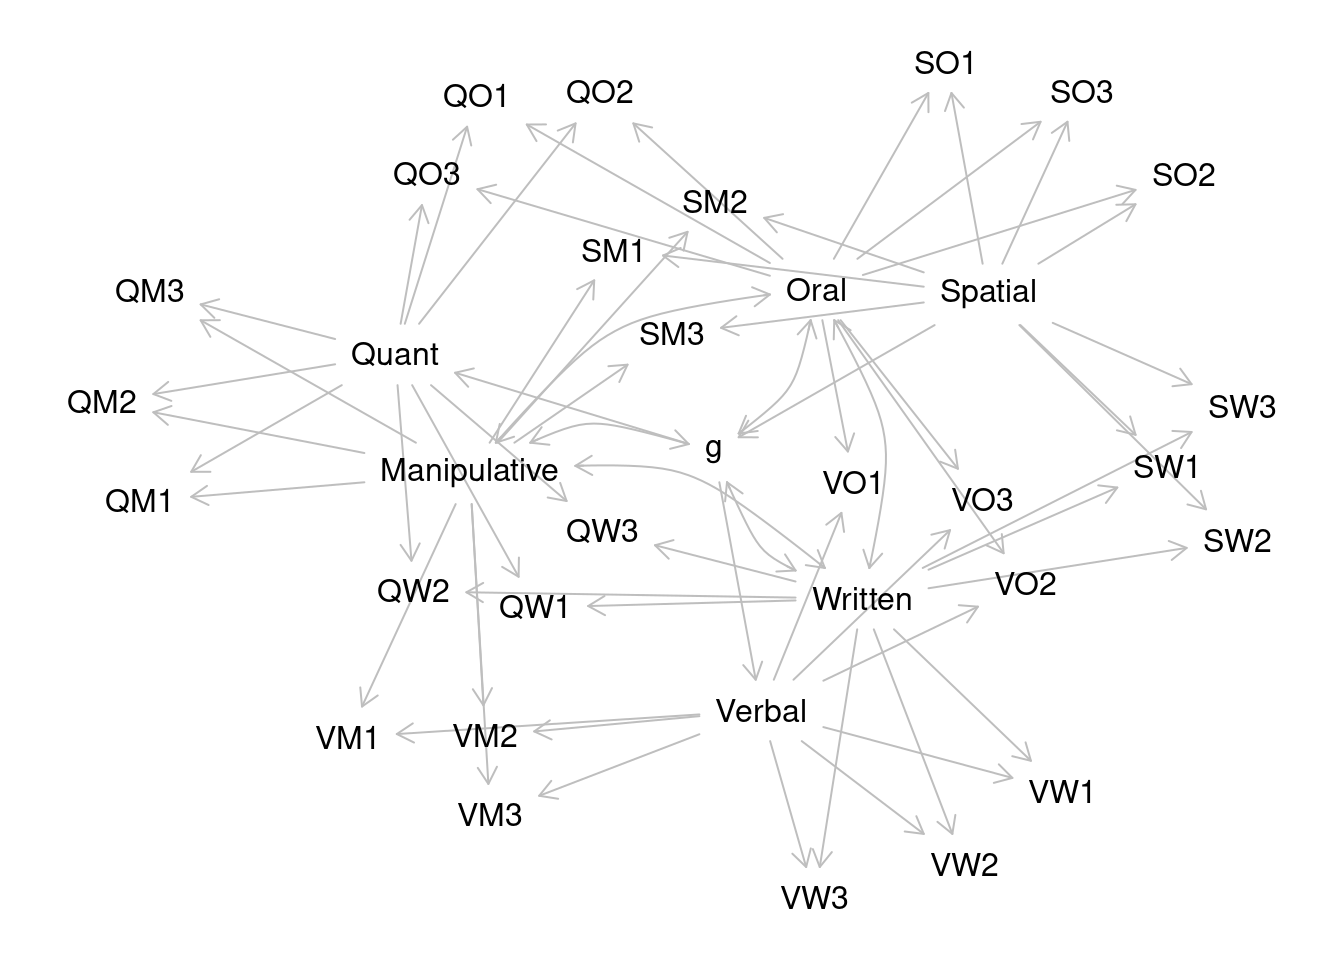 SO1
QO1
QO2
SO3
QO3
SO2
SM2
SM1
QM3
Oral
Spatial
SM3
Quant
QM2
SW3
g
Manipulative
SW1
VO1
QM1
VO3
QW3
SW2
VO2
QW2
QW1
Written
Verbal
VM1
VM2
VW1
VM3
VW2
VW3